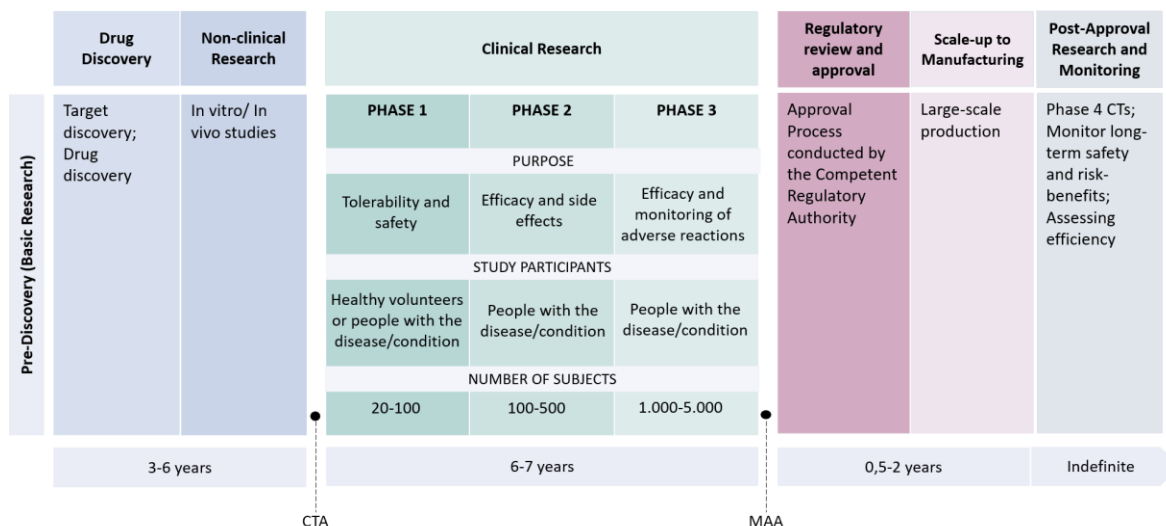 Drug
Discovery
Non-clinical
Research
Clinical Research
Regulatory
review and
approval
Scale-up to
Manufacturing
Post-Approval
Research and
Monitoring
Pre-Discovery (Basic Research)
Target
discovery;
Drug
discovery
In vitro/ In
vivo studies
PHASE 1
PHASE 2
PHASE 3
PURPOSE
Tolerability and
safety
Efficacy and side
effects
Efficacy and
monitoring of
adverse reactions
STUDY PARTICIPANTS
Healthy volunteers
or people with the
disease/condition
People with the
disease/condition
People with the
disease/condition
NUMBER OF SUBJECTS
20-100
100-500
1.000-5.000
Approval
Process
conducted by
the Competent
Regulatory
Authority
Large-scale
production
Phase 4 CTs;
Monitor long-
term safety
and risk-
benefits;
Assessing
efficiency
3-6 years
6-7 years
0,5-2 years
Indefinite
CTA
MAA